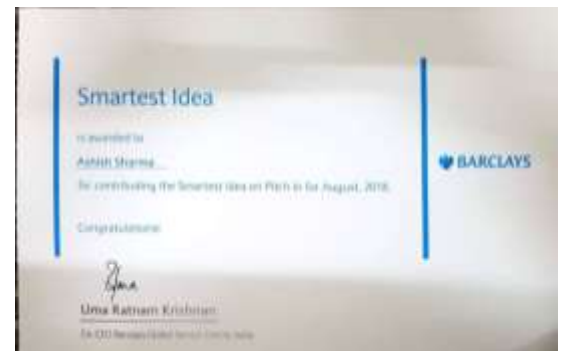 Smartest Idea
is awarded to
Ashish Sharma
for contributing the Smartest Idea on Pitch In for August, 2018.
BARCLAYS
Congratulations!
Uma Ratnam Krishnan